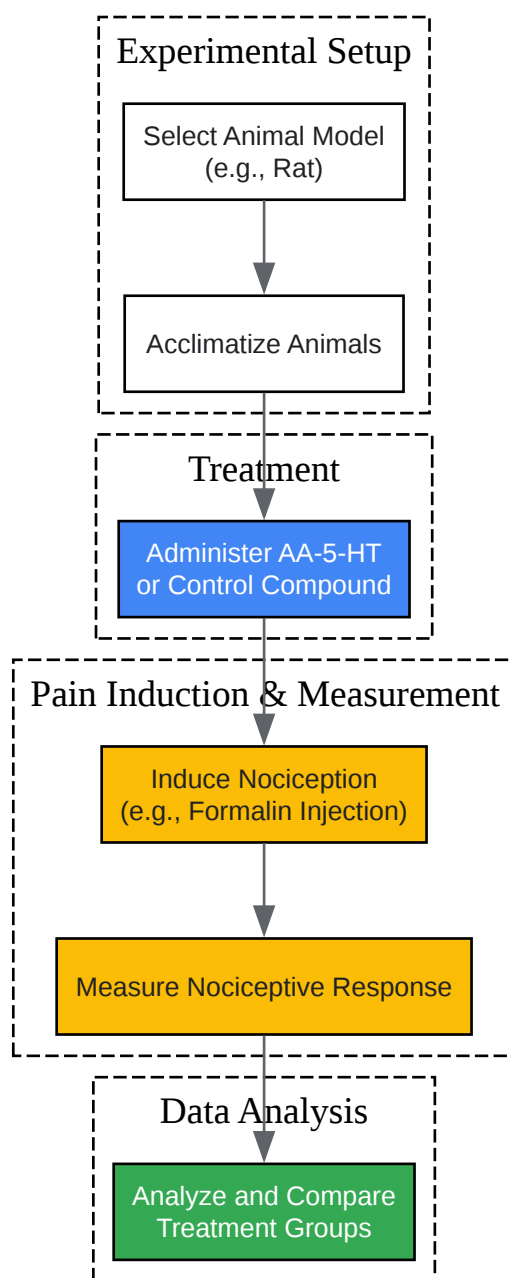 Experimental Setup
Select Animal Model
(e.g., Rat)
Acclimatize Animals
Treatment
Administer AA-5-HT
or Control Compound
Pain Induction & Measurement
Induce Nociception
(e.g., Formalin Injection)
Measure Nociceptive Response
Data Analysis
Analyze and Compare
Treatment Groups